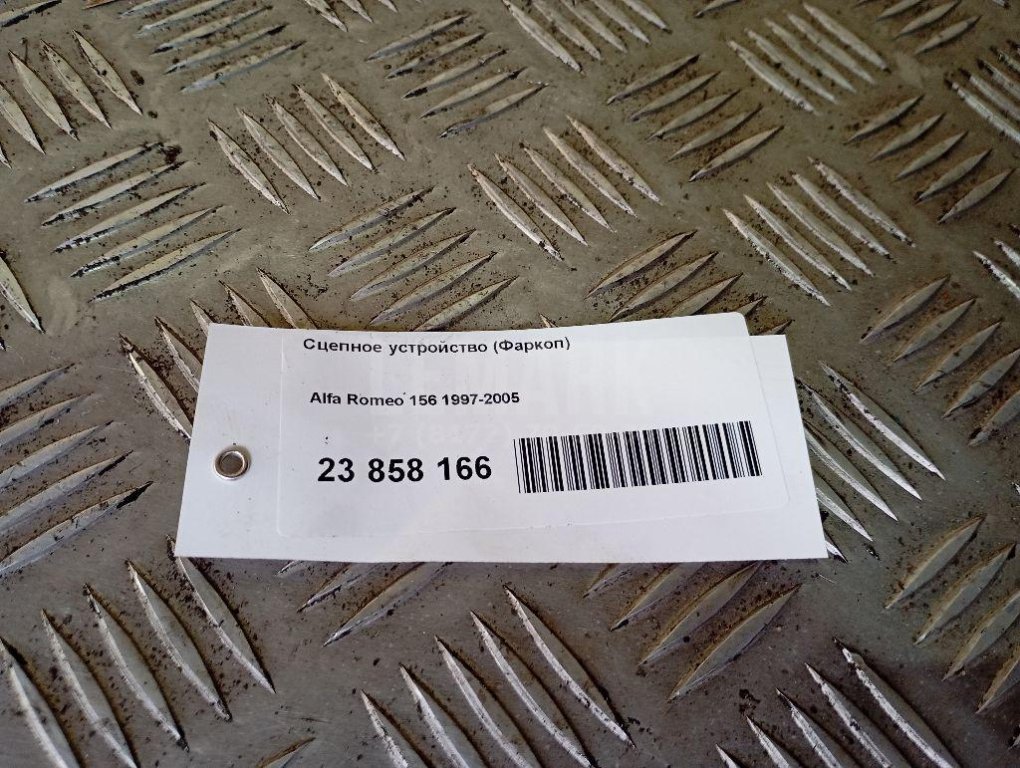 Сцепное устройство (Фаркоп)
Alfa Romeo 156 1997-2005
23 858 166